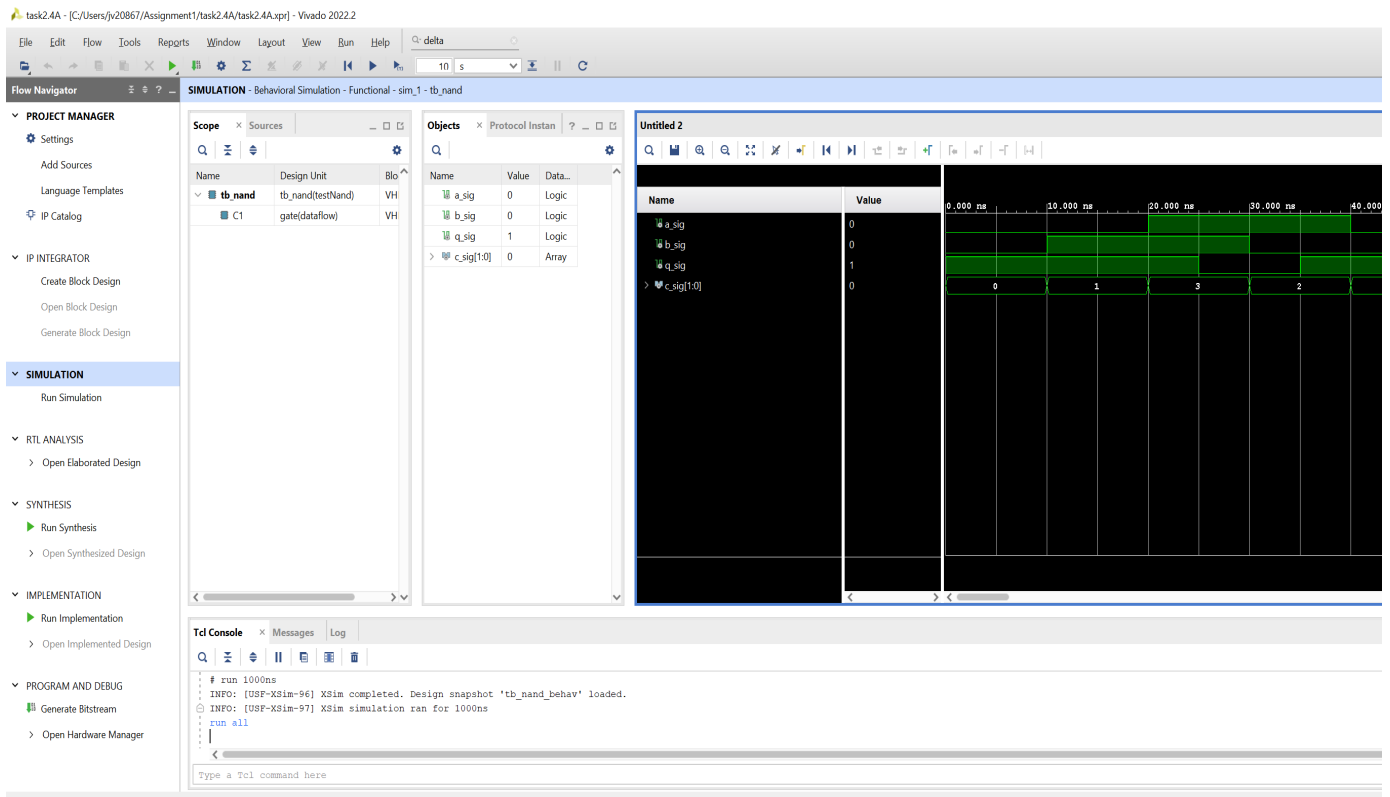 task2.4A - [C:/Users/jv20867/Assignment1/task2.4A/task2.4A.xpr] - Vivado 2022.2
File Edit Flow Tools Reports Window Layout View Run Help delta
10 s
Flow Navigator ?
SIMULATION - Behavioral Simulation - Functional - sim_1 - tb_nand
PROJECT MANAGER
Settings
Add Sources
Language Templates
IP Catalog
IP INTEGRATOR
Create Block Design
Open Block Design
Generate Block Design
SIMULATION
Run Simulation
RTL ANALYSIS
Open Elaborated Design
SYNTHESIS
Run Synthesis
Open Synthesized Design
IMPLEMENTATION
Run Implementation
Open Implemented Design
PROGRAM AND DEBUG
Generate Bitstream
Open Hardware Manager
Scope × Sources
Name Design Unit Blo
tb_nand tb_nand(testNand) VH
C1 gate(dataflow) VH
Objects × Protocol Instan ?
Name Value Data...
a_sig 0 Logic
b_sig 0 Logic
q_sig 1 Logic
c_sig[1:0] 0 Array
Untitled 2
Name Value
0.000 ns 10.000 ns 20.000 ns 30.000 ns 40.000
a_sig 0
b_sig 0
q_sig 1
c_sig[1:0] 0 0 1 3 2
Tcl Console × Messages Log
# run 1000ns
INFO: [USF-XSim-96] XSim completed. Design snapshot 'tb_nand_behav' loaded.
INFO: [USF-XSim-97] XSim simulation ran for 1000ns
run all
Type a Tcl command here